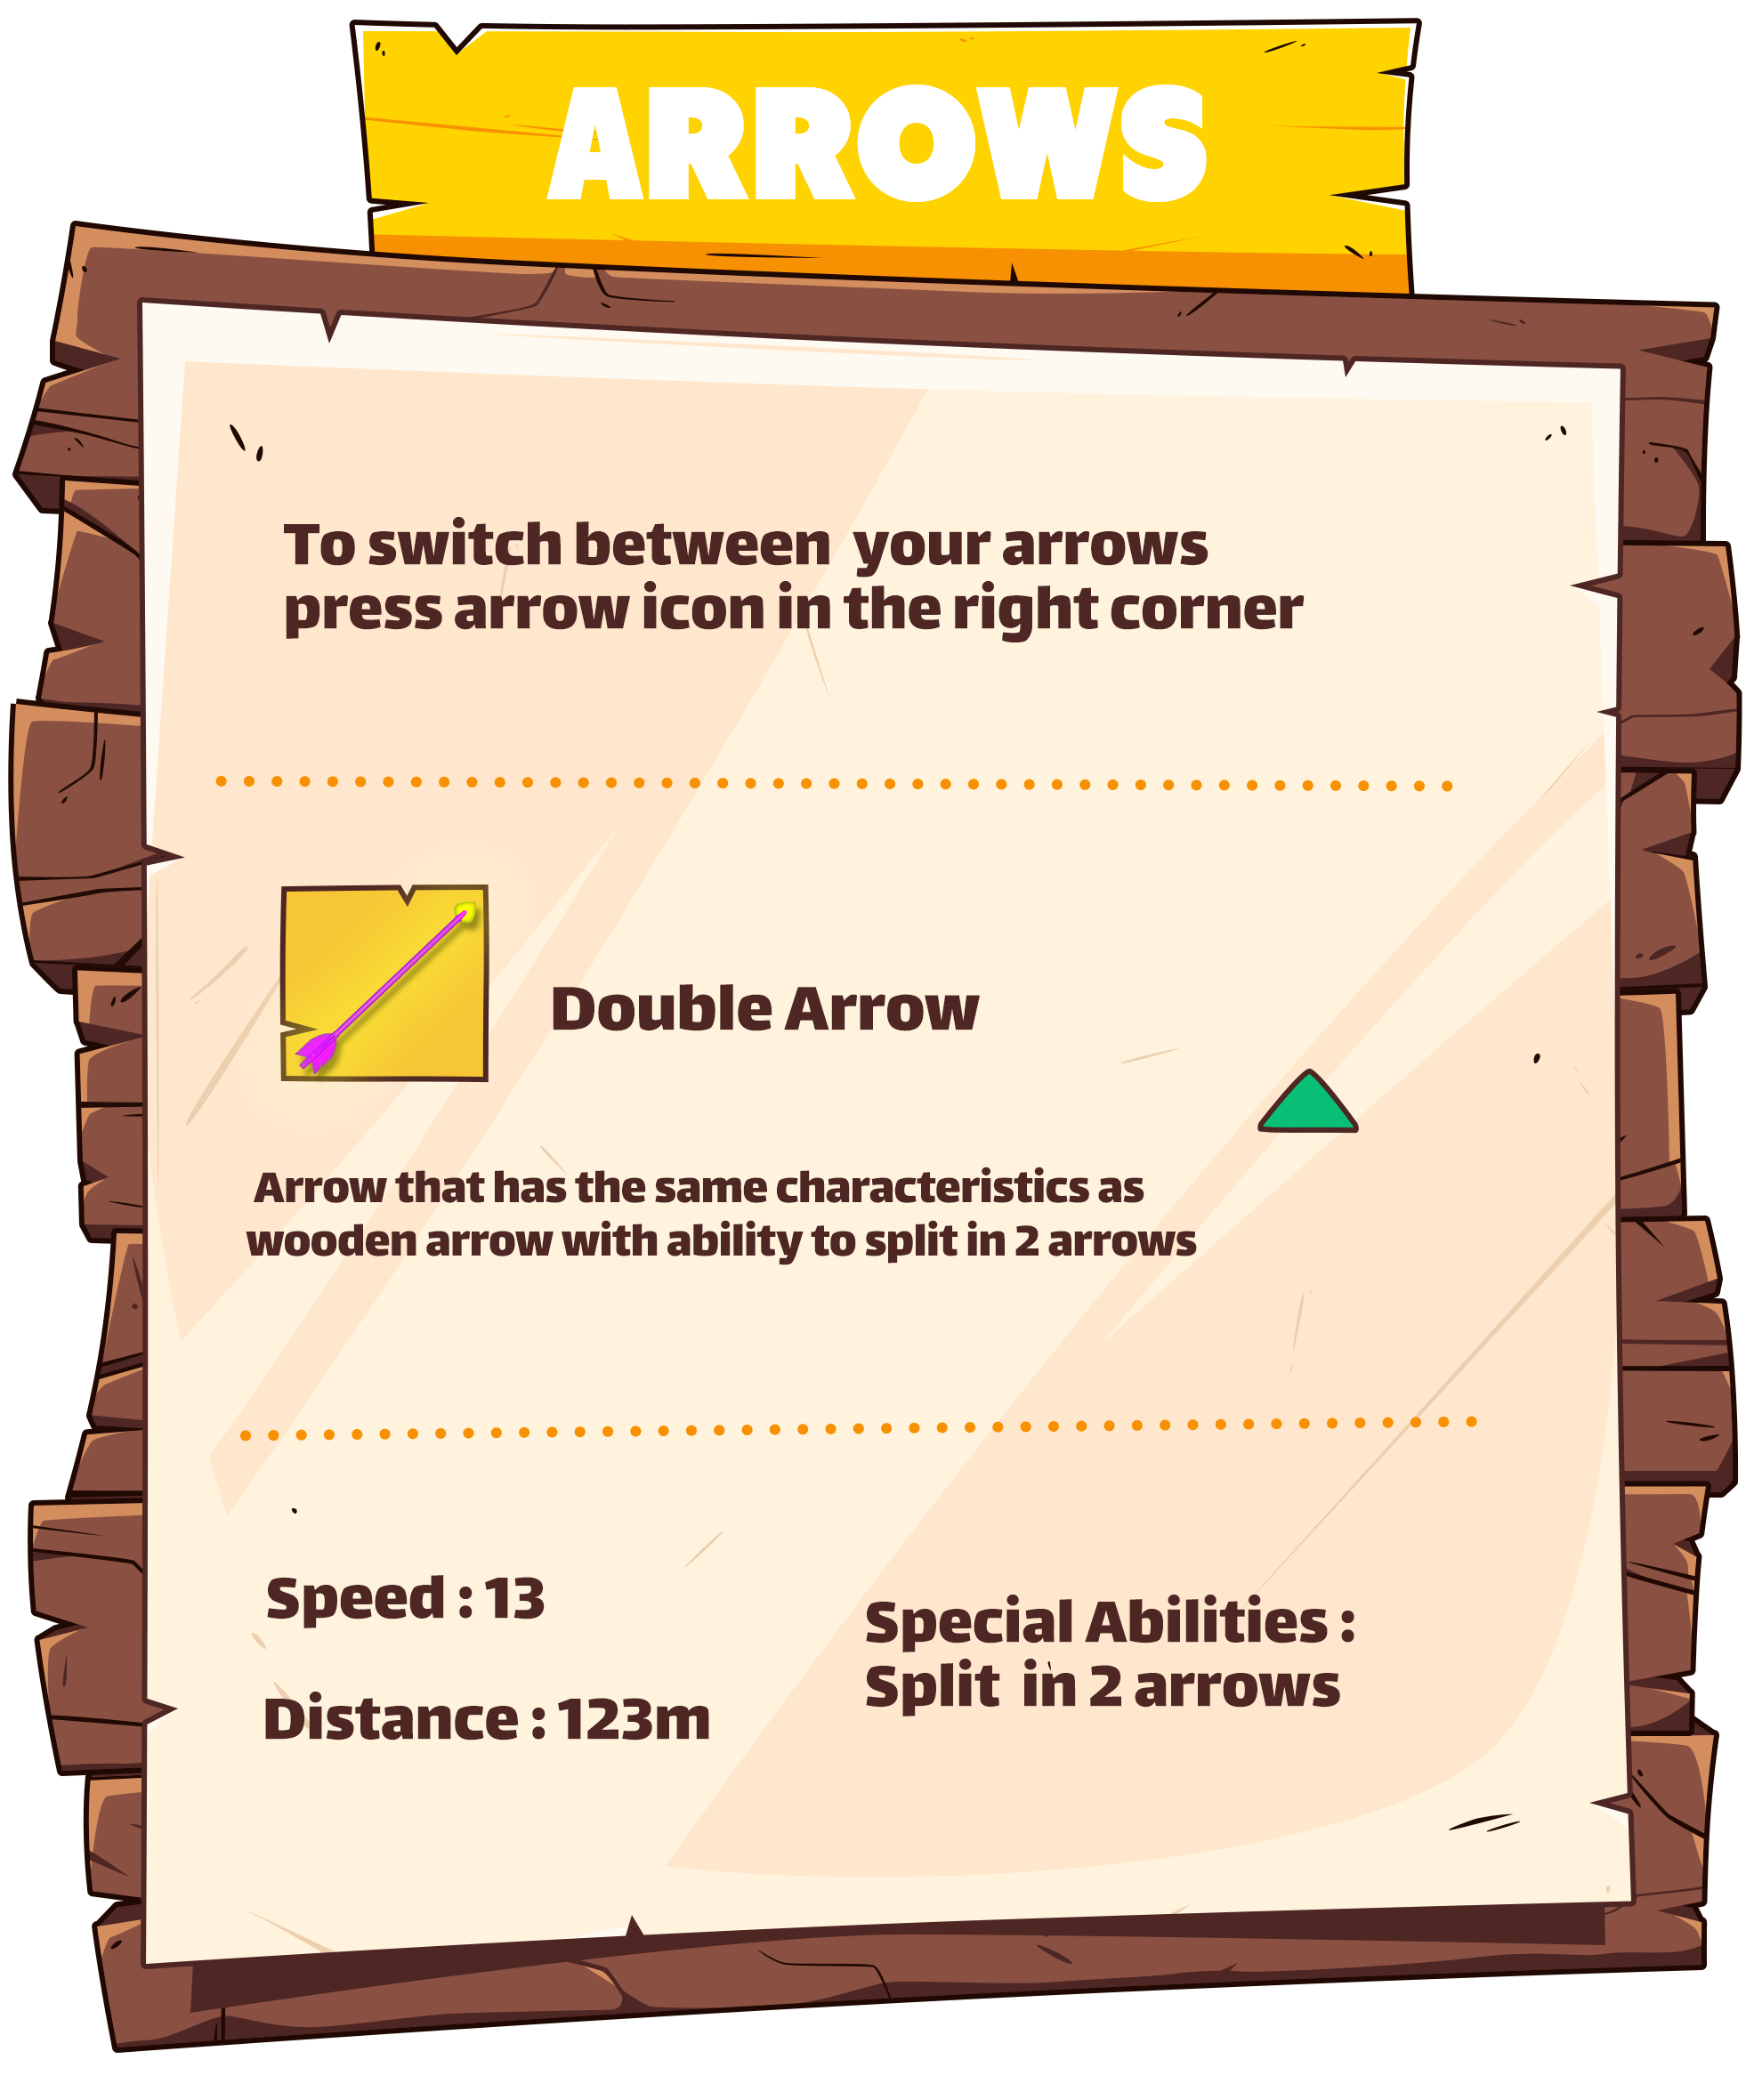 ARROWS
To switch between your arrows
press arrow icon in the right corner
Double Arrow
Arrow that has the same characteristics as
wooden arrow with ability to split in 2 arrows
Speed : 13
Distance : 123m
Special Abilities :
Split in 2 arrows